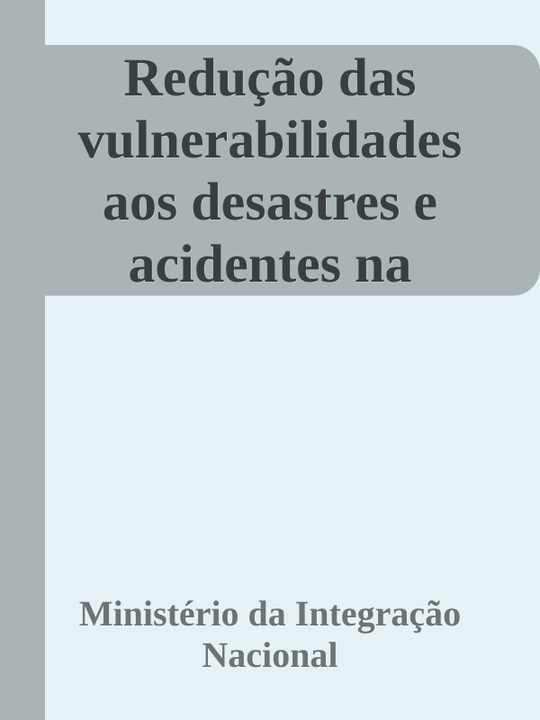 Redução das
vulnerabilidades
aos desastres e
acidentes na
Ministério da Integração
Nacional